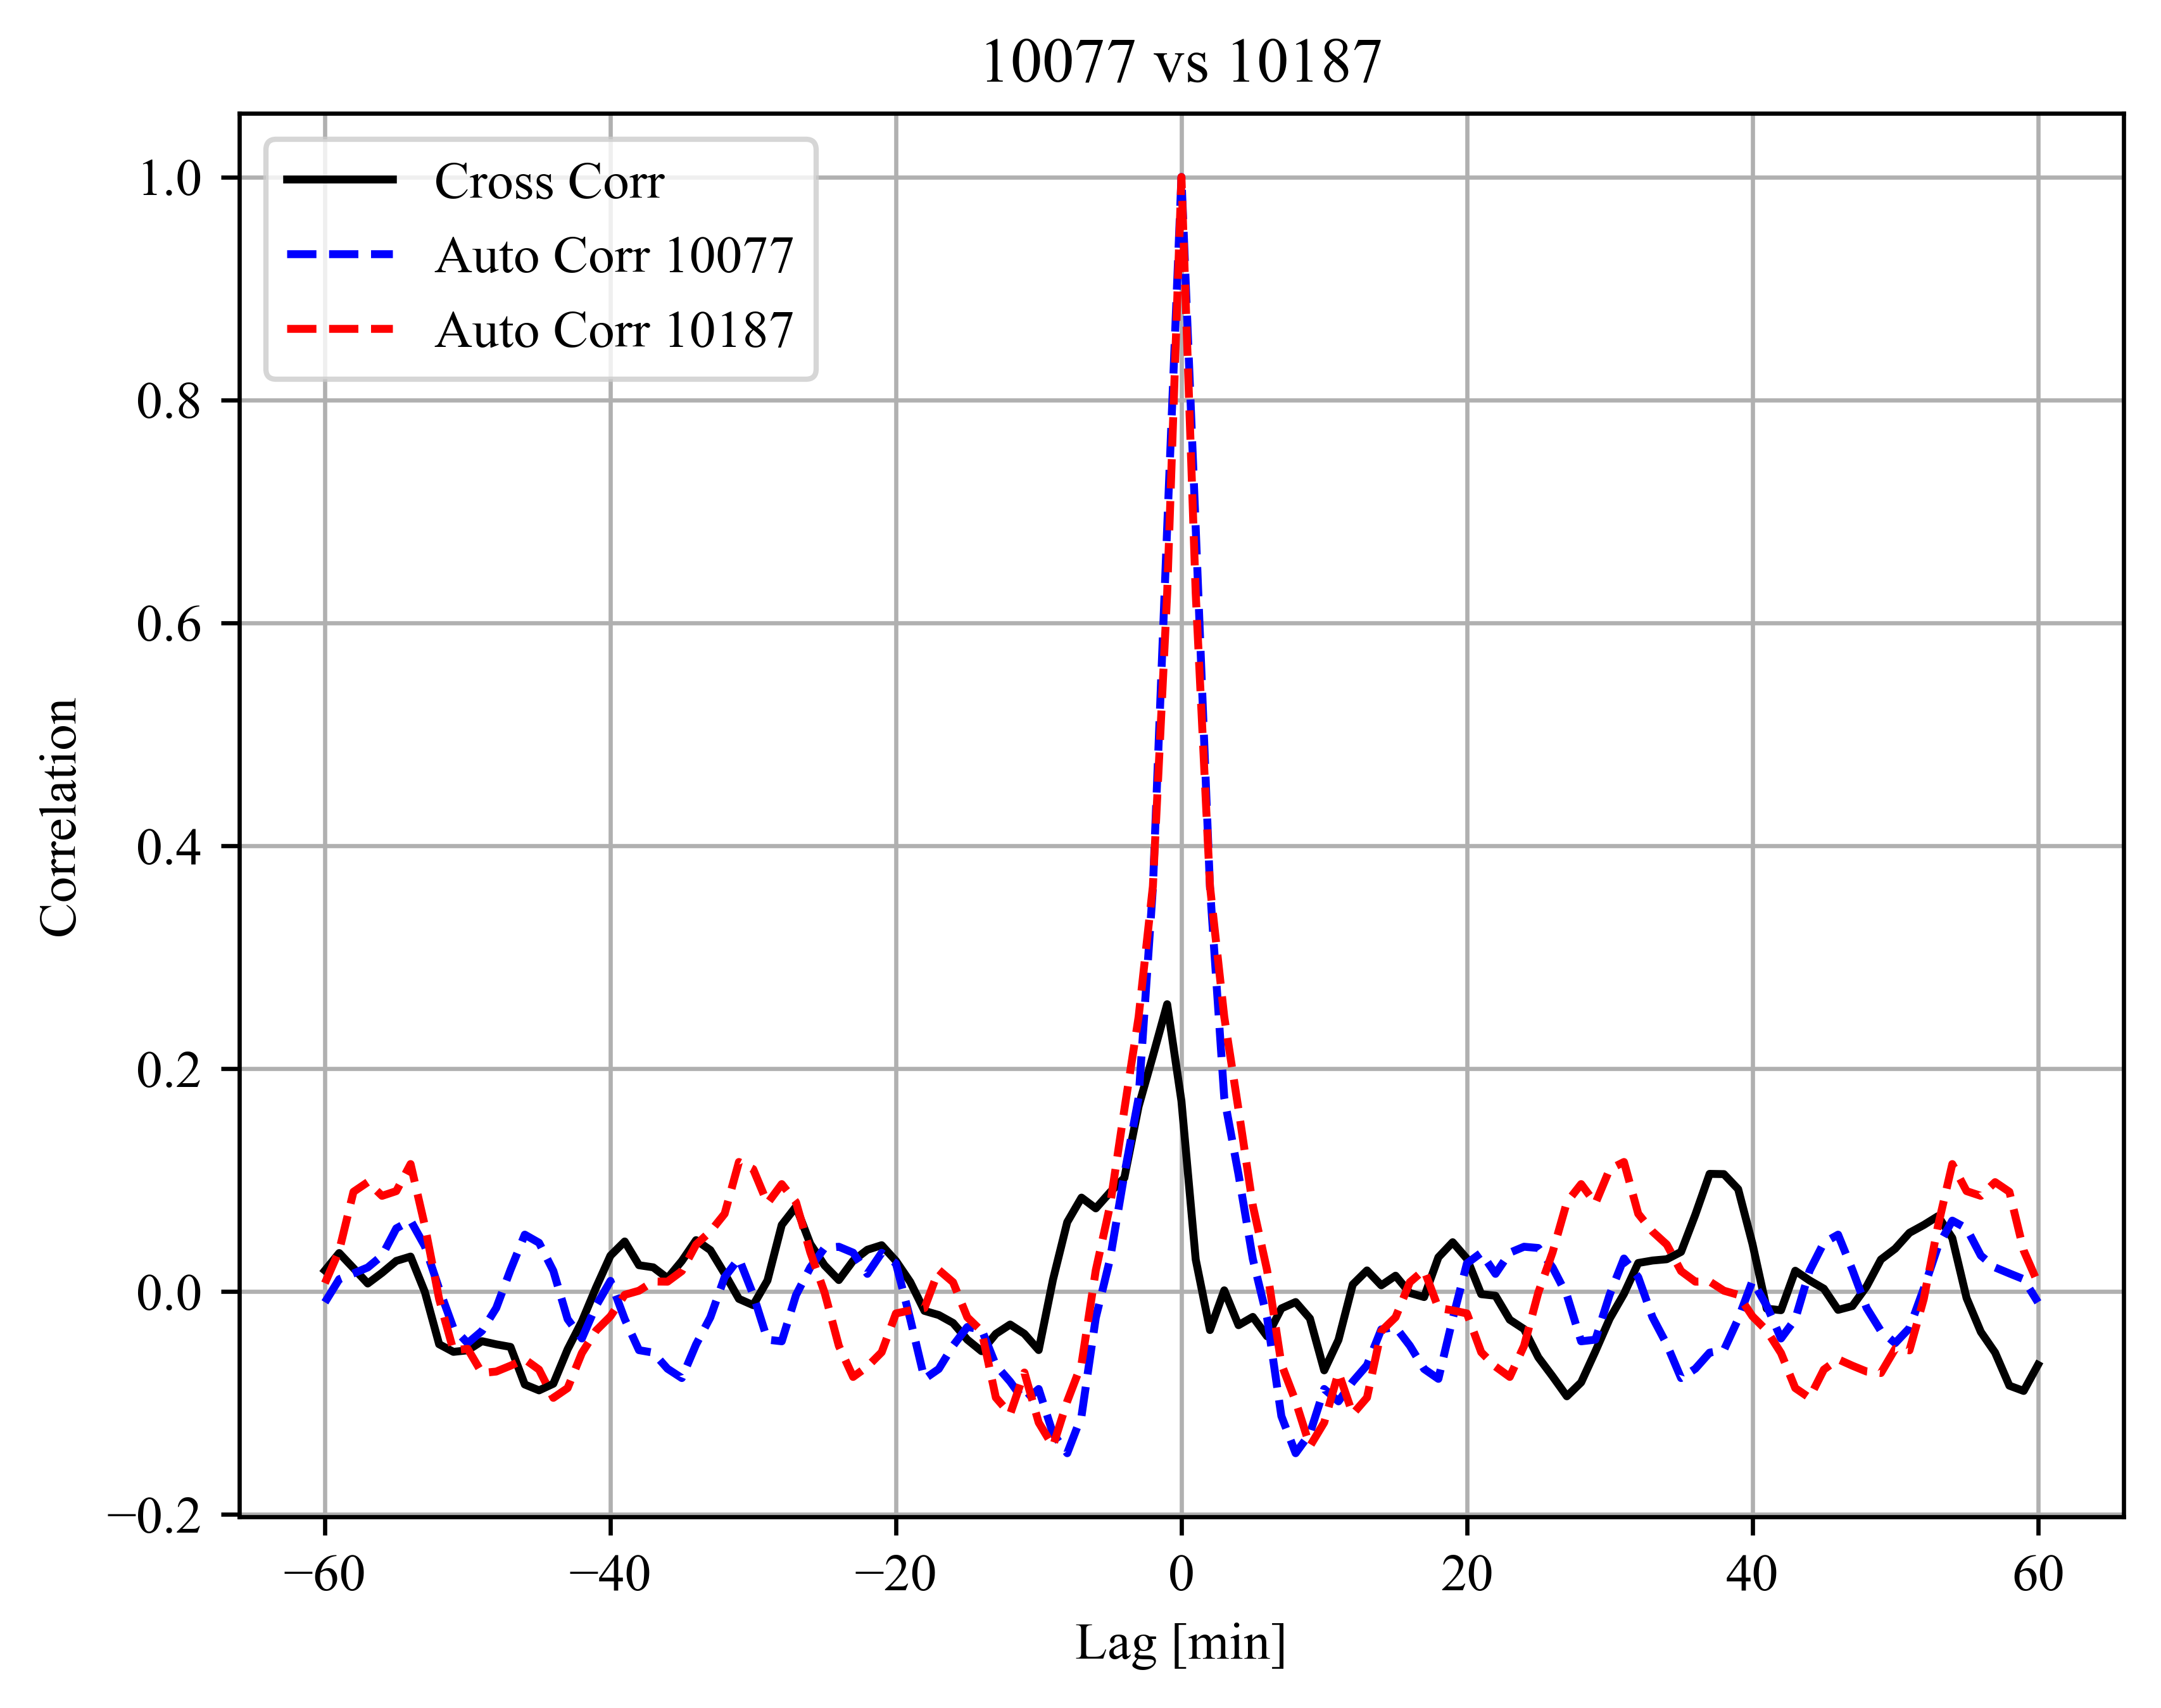 10077 vs 10187
Cross Corr
Auto Corr 10077
Auto Corr 10187
1.0
0.8
0.6
0.4
0.2
0.0
−0.2
Correlation
−60 −40 −20 0 20 40 60
Lag [min]